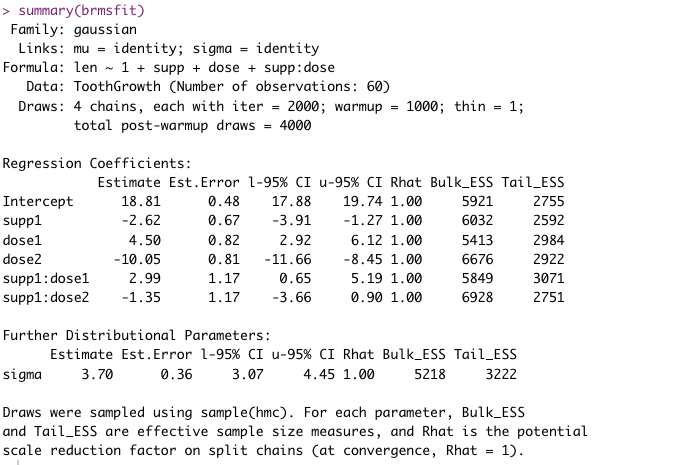 > summary(brmsfit)
 Family: gaussian
  Links: mu = identity; sigma = identity
Formula: len ~ 1 + supp + dose + supp:dose
   Data: ToothGrowth (Number of observations: 60)
  Draws: 4 chains, each with iter = 2000; warmup = 1000; thin = 1;
         total post-warmup draws = 4000

Regression Coefficients:
            Estimate Est.Error l-95% CI u-95% CI Rhat Bulk_ESS Tail_ESS
Intercept      18.81      0.48    17.88    19.74 1.00     5921     2755
supp1          -2.62      0.67    -3.91    -1.27 1.00     6032     2592
dose1           4.50      0.82     2.92     6.12 1.00     5413     2984
dose2         -10.05      0.81   -11.66    -8.45 1.00     6676     2922
supp1:dose1     2.99      1.17     0.65     5.19 1.00     5849     3071
supp1:dose2    -1.35      1.17    -3.66     0.90 1.00     6928     2751

Further Distributional Parameters:
      Estimate Est.Error l-95% CI u-95% CI Rhat Bulk_ESS Tail_ESS
sigma     3.70      0.36     3.07     4.45 1.00     5218     3222

Draws were sampled using sample(hmc). For each parameter, Bulk_ESS
and Tail_ESS are effective sample size measures, and Rhat is the potential
scale reduction factor on split chains (at convergence, Rhat = 1).